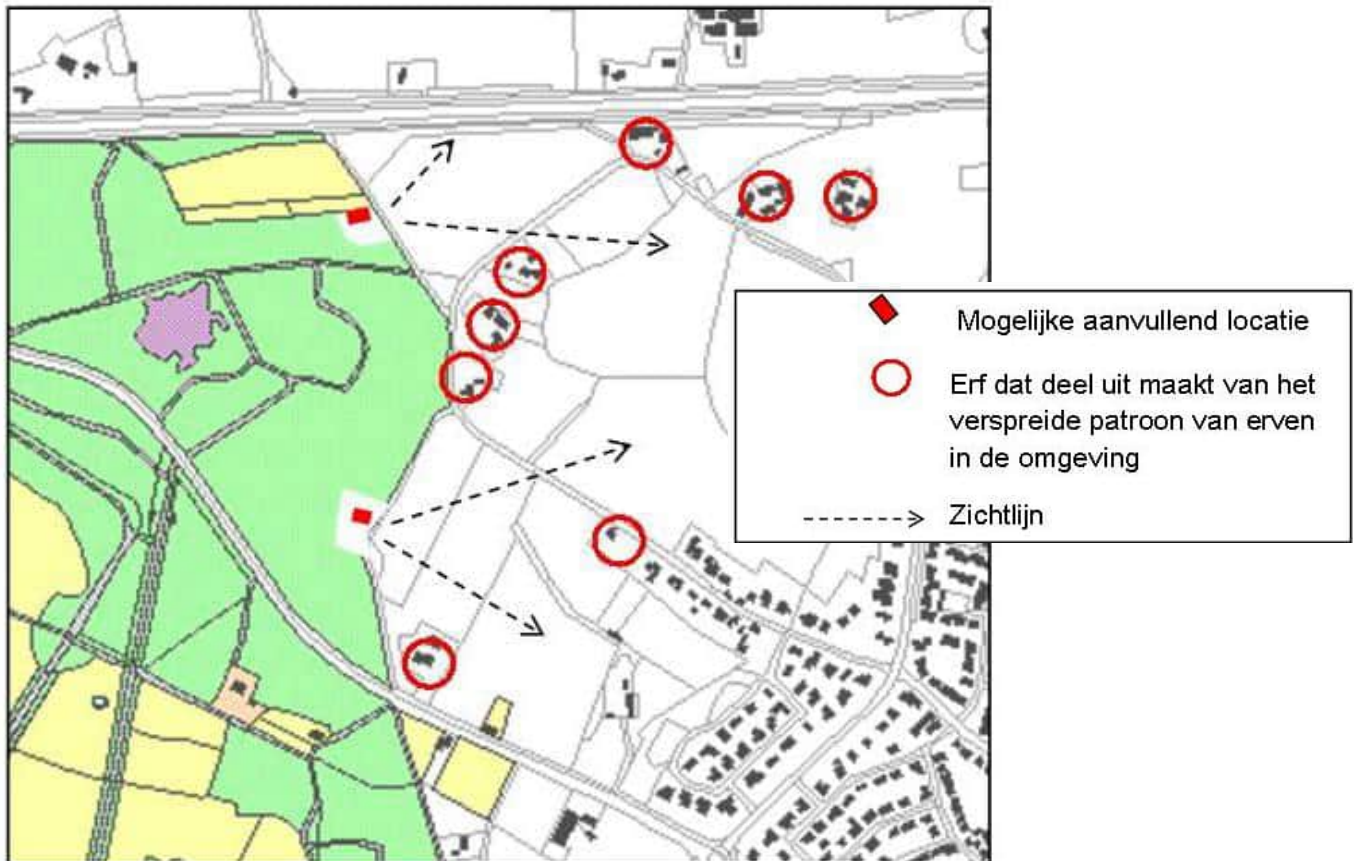 Mogelijke aanvullend locatie
Erf dat deel uit maakt van het
verspreide patroon van erven
in de omgeving
Zichtlijn